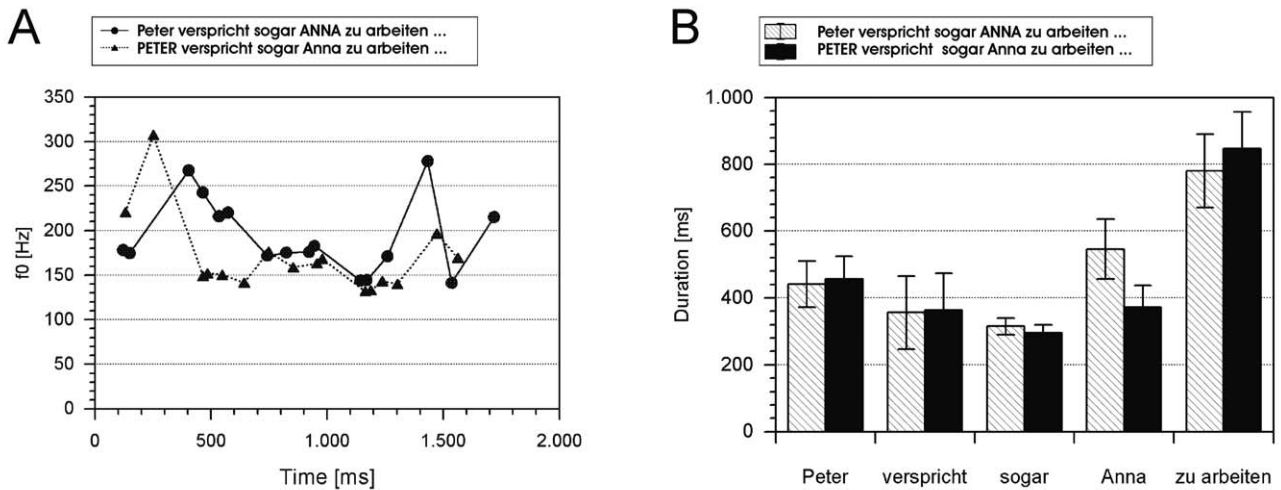 A
Peter verspricht sogar ANNA zu arbeiten ...
PETER verspricht sogar Anna zu arbeiten ...
f0 [Hz]
350
300
250
200
150
100
50
0
0 500 1.000 1.500 2.000
Time [ms]
B
Peter verspricht sogar ANNA zu arbeiten ...
PETER verspricht sogar Anna zu arbeiten ...
Duration [ms]
1.000
800
600
400
200
0
Peter verspricht sogar Anna zu arbeiten